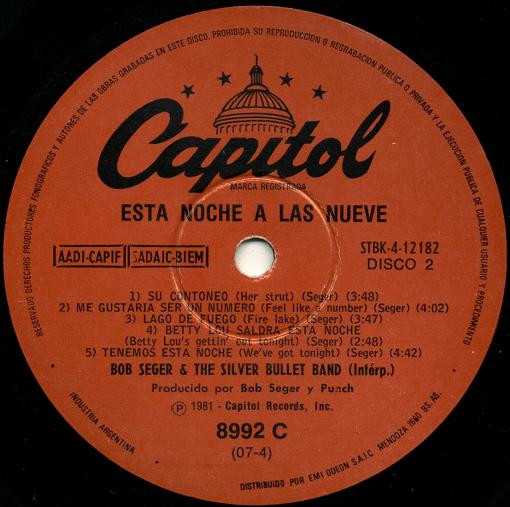 RESERVADO DERECHOS PRODUCTORES FONOGRAFICOS Y AUTORES DE LAS OBRAS GRABADAS EN ESTE DISCO. PROHIBIDA SU REPRODUCCION O REGRABACION PUBLICA O PRIVADA Y LA EJECUCION PUBLICA DE CUALQUIER USUARIO Y PROCEDIMIENTO
Capitol
MARCA REGISTRADA
ESTA NOCHE A LAS NUEVE
AADI-CAPIF SADAIC-BIEM
STBK-4-12182
DISCO 2
1) SU CONTONEO (Her strut) (Seger) (3:48)
2) ME GUSTARIA SER UN NUMERO (Feel like a number) (Seger) (4:02)
3) LAGO DE FUEGO (Fire lake) (Seger) (3:47)
4) BETTY LOU SALDRA ESTA NOCHE
(Betty Lou's gettin' out tonight) (Seger) (2:48)
5) TENEMOS ESTA NOCHE (We've got tonight) (Seger) (4:42)
BOB SEGER & THE SILVER BULLET BAND (Intérp.)
Producido por Bob Seger y Punch
Ⓟ 1981 - Capitol Records, Inc.
8992 C
(07-4)
INDUSTRIA ARGENTINA
DISTRIBUIDO POR EMI ODEON S.A.I.C. MENDOZA 1660 BS. AS.